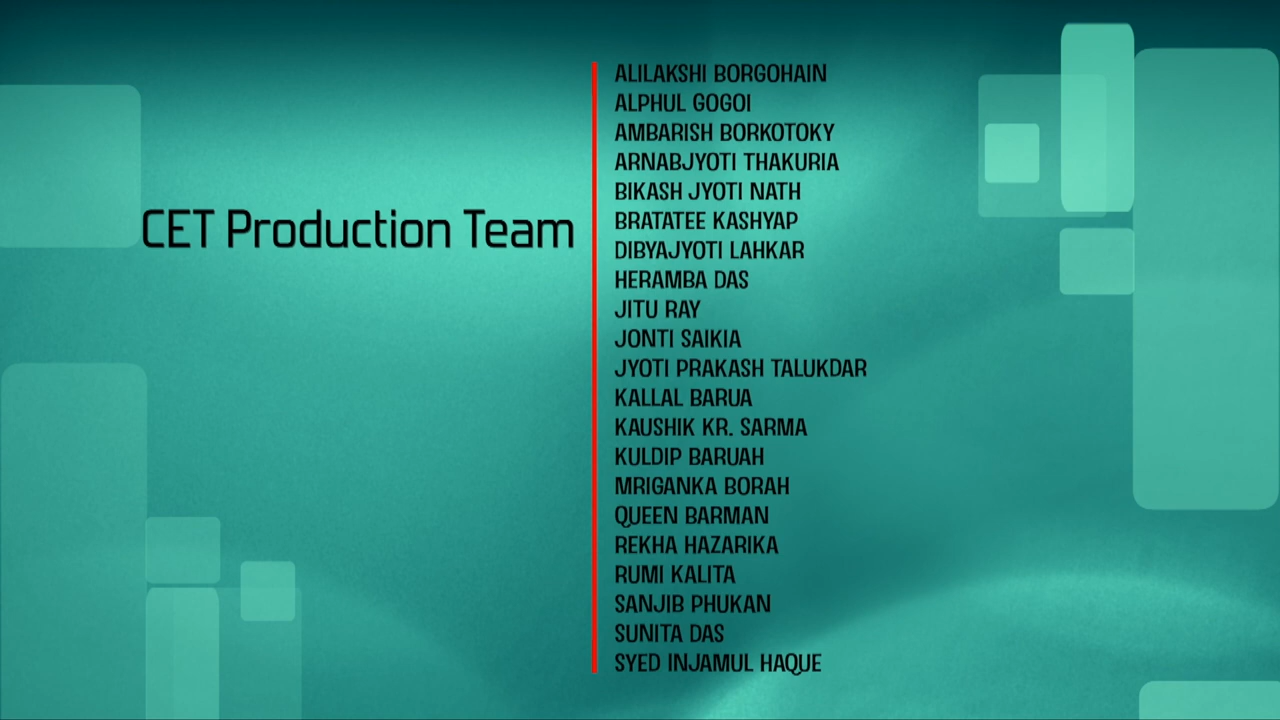 CET Production Team
ALILAKSHI BORGOHAIN
ALPHUL GOGOI
AMBARISH BORKOTOKY
ARNABJYOTI THAKURIA
BIKASH JYOTI NATH
BRATATEE KASHYAP
DIBYAJYOTI LAHKAR
HERAMBA DAS
JITU RAY
JONTI SAIKIA
JYOTI PRAKASH TALUKDAR
KALLAL BARUA
KAUSHIK KR. SARMA
KULDIP BARUAH
MRIGANKA BORAH
QUEEN BARMAN
REKHA HAZARIKA
RUMI KALITA
SANJIB PHUKAN
SUNITA DAS
SYED INJAMUL HAQUE